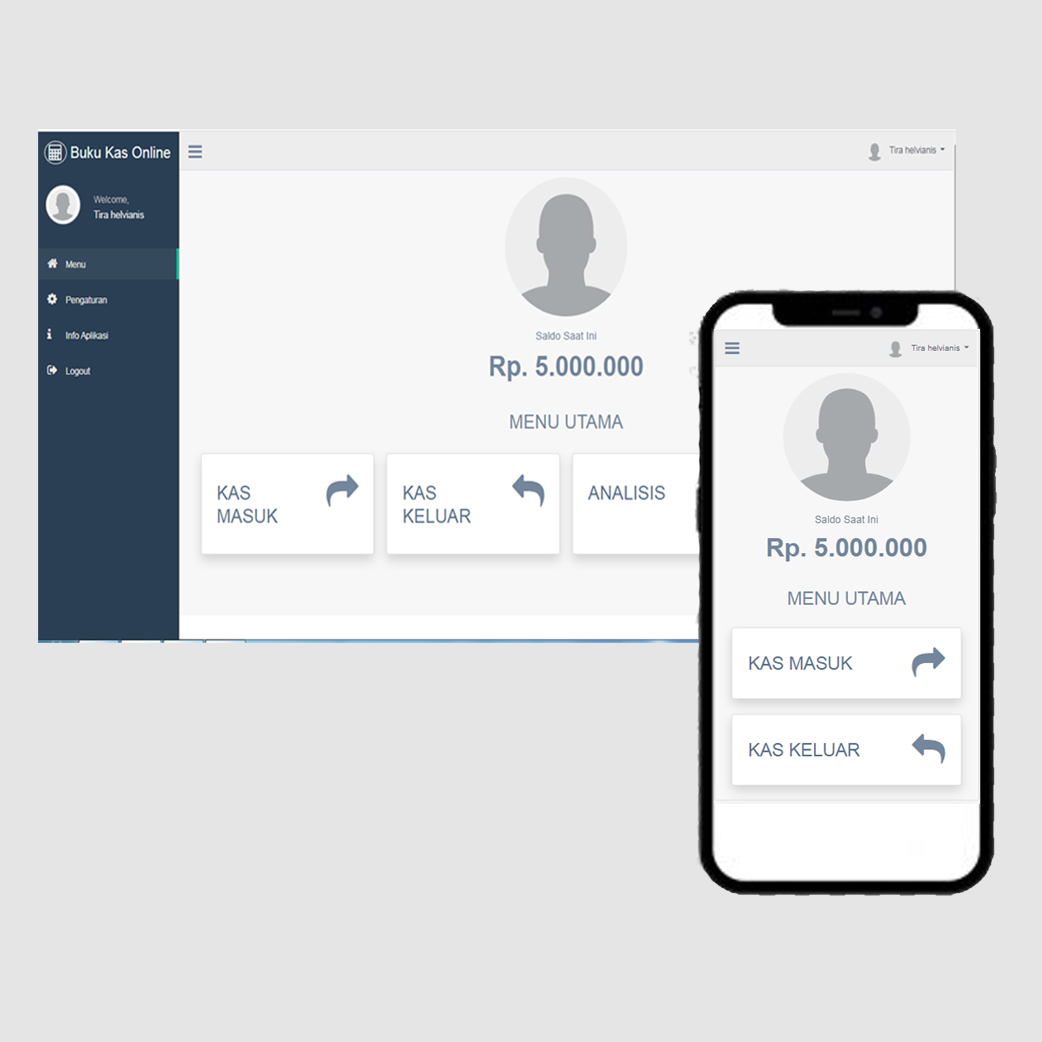 Buku Kas Online
Welcome,
Tira helvianis
Menu
Pengaturan
Info Aplikasi
Logout
Tira helvianis
Saldo Saat Ini
Rp. 5.000.000
MENU UTAMA
KAS
MASUK
KAS
KELUAR
ANALISIS
Tira helvianis
Saldo Saat Ini
Rp. 5.000.000
MENU UTAMA
KAS MASUK
KAS KELUAR